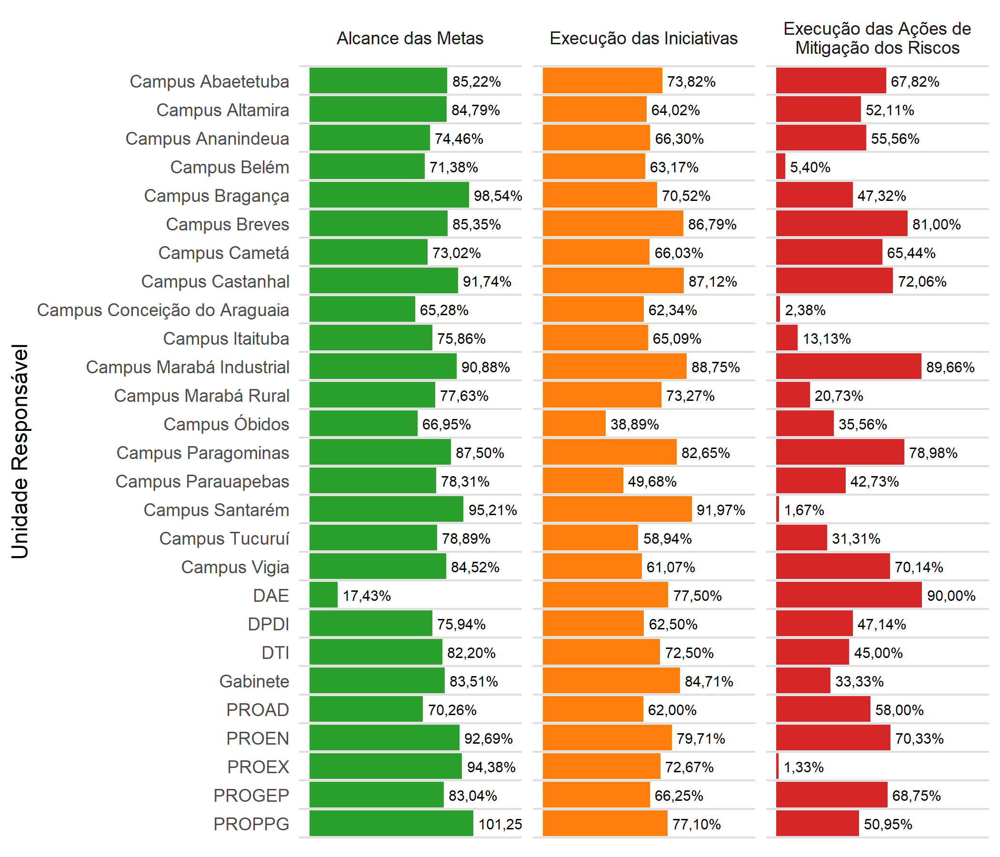 Alcance das Metas
Execução das Iniciativas
Execução das Ações de
Mitigação dos Riscos
Unidade Responsável
Campus Abaetetuba 85,22% 73,82% 67,82%
Campus Altamira 84,79% 64,02% 52,11%
Campus Ananindeua 74,46% 66,30% 55,56%
Campus Belém 71,38% 63,17% 5,40%
Campus Bragança 98,54% 70,52% 47,32%
Campus Breves 85,35% 86,79% 81,00%
Campus Cametá 73,02% 66,03% 65,44%
Campus Castanhal 91,74% 87,12% 72,06%
Campus Conceição do Araguaia 65,28% 62,34% 2,38%
Campus Itaituba 75,86% 65,09% 13,13%
Campus Marabá Industrial 90,88% 88,75% 89,66%
Campus Marabá Rural 77,63% 73,27% 20,73%
Campus Óbidos 66,95% 38,89% 35,56%
Campus Paragominas 87,50% 82,65% 78,98%
Campus Parauapebas 78,31% 49,68% 42,73%
Campus Santarém 95,21% 91,97% 1,67%
Campus Tucuruí 78,89% 58,94% 31,31%
Campus Vigia 84,52% 61,07% 70,14%
DAE 17,43% 77,50% 90,00%
DPDI 75,94% 62,50% 47,14%
DTI 82,20% 72,50% 45,00%
Gabinete 83,51% 84,71% 33,33%
PROAD 70,26% 62,00% 58,00%
PROEN 92,69% 79,71% 70,33%
PROEX 94,38% 72,67% 1,33%
PROGEP 83,04% 66,25% 68,75%
PROPPG 101,25 77,10% 50,95%